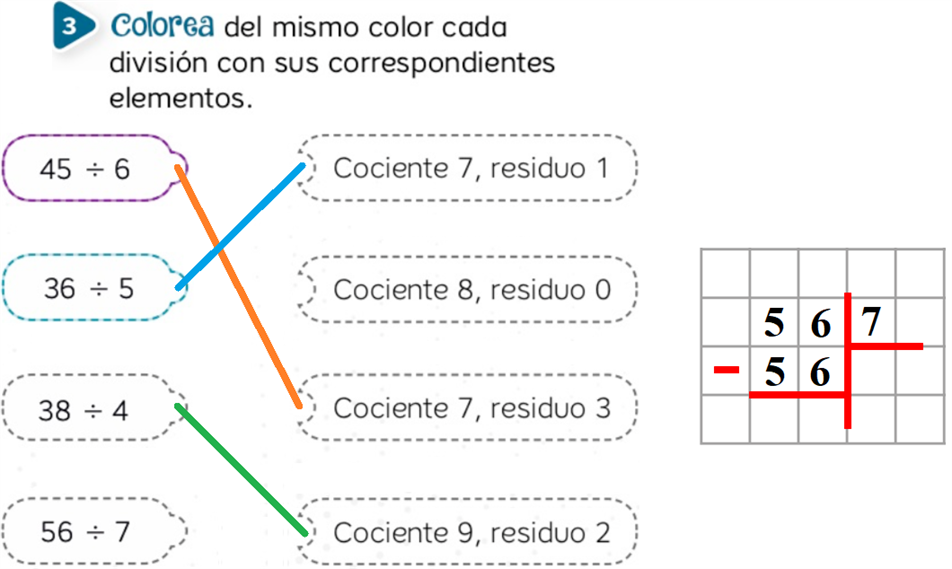 3 Colorea del mismo color cada
división con sus correspondientes
elementos.
45 ÷ 6
Cociente 7, residuo 1
36 ÷ 5
Cociente 8, residuo 0
38 ÷ 4
Cociente 7, residuo 3
56 ÷ 7
Cociente 9, residuo 2
5 6 7
- 5 6